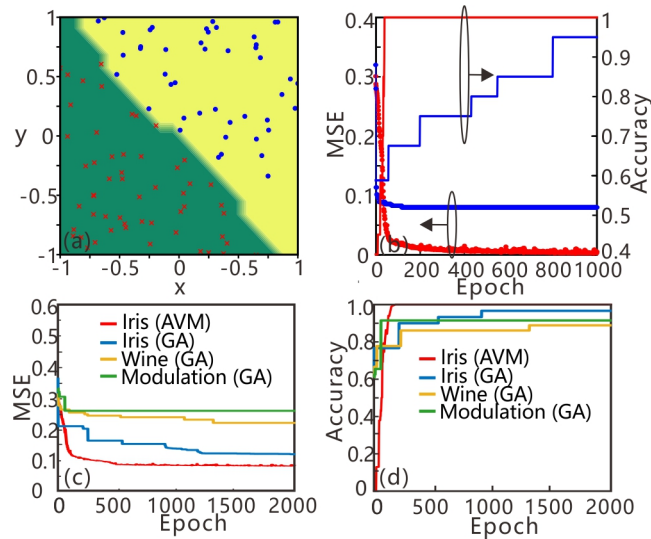 1
0.5
y
0
-0.5
-1
(a)
-1
-0.5
0
-0.5
-1
x
0.4
0.3
MSE
0.2
0.1
0
1
0.9
0.8
0.7
0.6
0.5
0.4
Accuracy
(b)
0
200
400
600
800
1000
Epoch
0.6
0.5
0.4
MSE
0.3
0.2
0.1
0
Iris (AVM)
Iris (GA)
Wine (GA)
Modulation (GA)
(c)
0
500
1000
1500
2000
Epoch
1.0
0.8
0.6
Accuracy
0.4
0.2
0.0
Iris (AVM)
Iris (GA)
Wine (GA)
Modulation (GA)
(d)
0
500
1000
1500
2000
Epoch